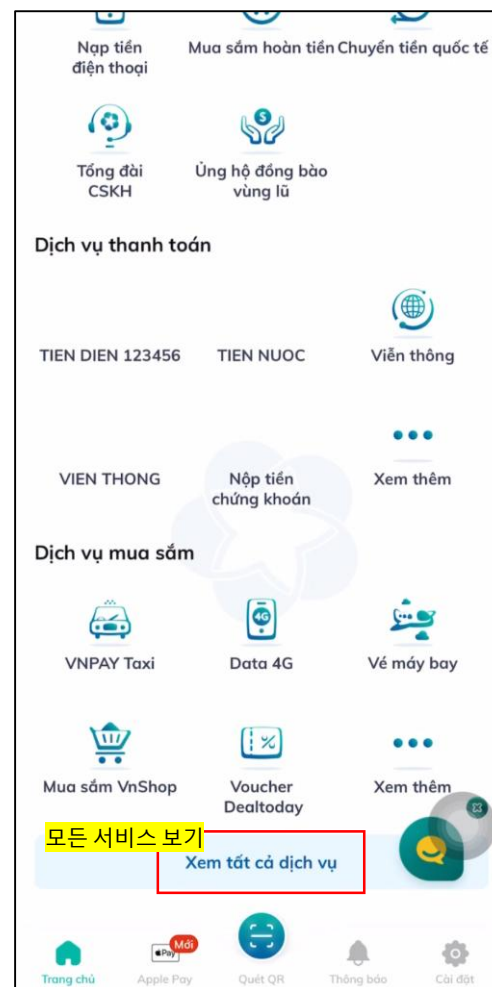 Nạp tiền Mua sắm hoàn tiền Chuyển tiền quốc tế
điện thoại
Tổng đài Ủng hộ đồng bào
CSKH vùng lũ
Dịch vụ thanh toán
TIEN DIEN 123456 TIEN NUOC Viễn thông
VIEN THONG Nộp tiền Xem thêm
chứng khoán
Dịch vụ mua sắm
4G
VNPAY Taxi Data 4G Vé máy bay
Mua sắm VnShop Voucher Xem thêm
Dealtoday
모든 서비스 보기
Xem tất cả dịch vụ
Pay Mới
Trang chủ Apple Pay Quét QR Thông báo Cài đặt